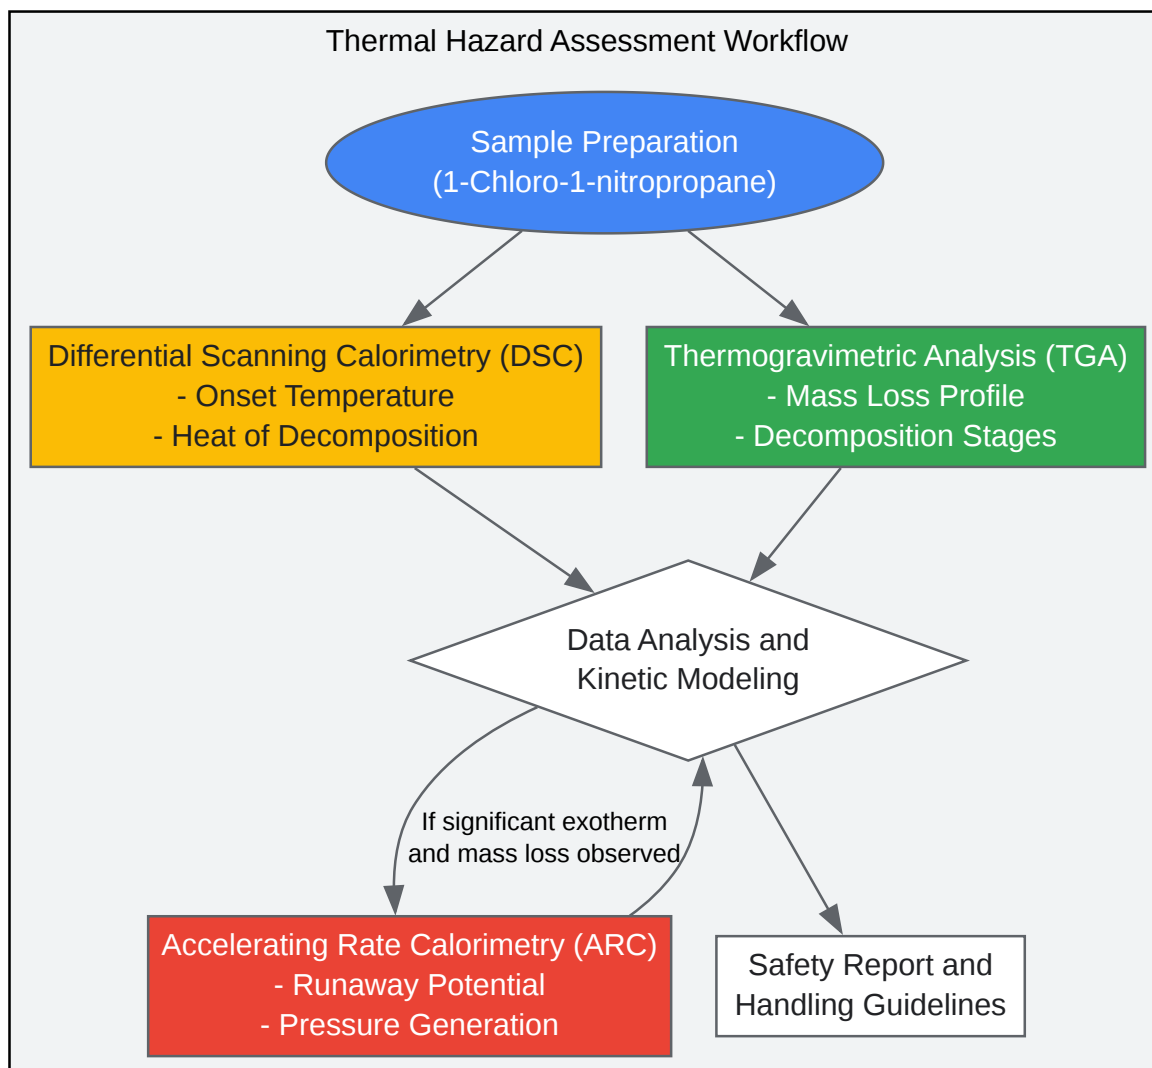 Thermal Hazard Assessment Workflow
Sample Preparation
(1-Chloro-1-nitropropane)
Differential Scanning Calorimetry (DSC)
- Onset Temperature
- Heat of Decomposition
Thermogravimetric Analysis (TGA)
- Mass Loss Profile
- Decomposition Stages
Data Analysis and
Kinetic Modeling
If significant exotherm
and mass loss observed
Accelerating Rate Calorimetry (ARC)
- Runaway Potential
- Pressure Generation
Safety Report and
Handling Guidelines